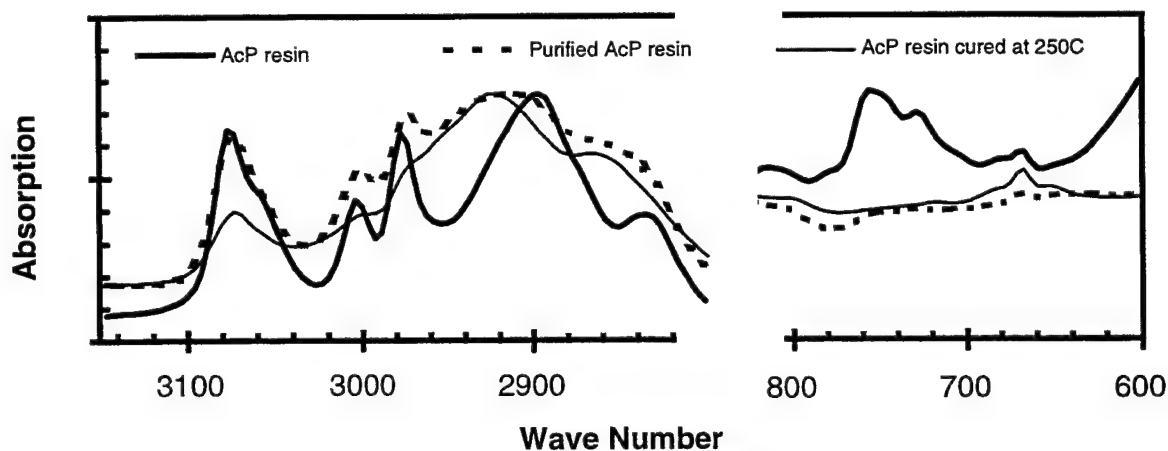 AcP resin Purified AcP resin AcP resin cured at 250C
Absorption
3100 3000 2900 800 700 600
Wave Number